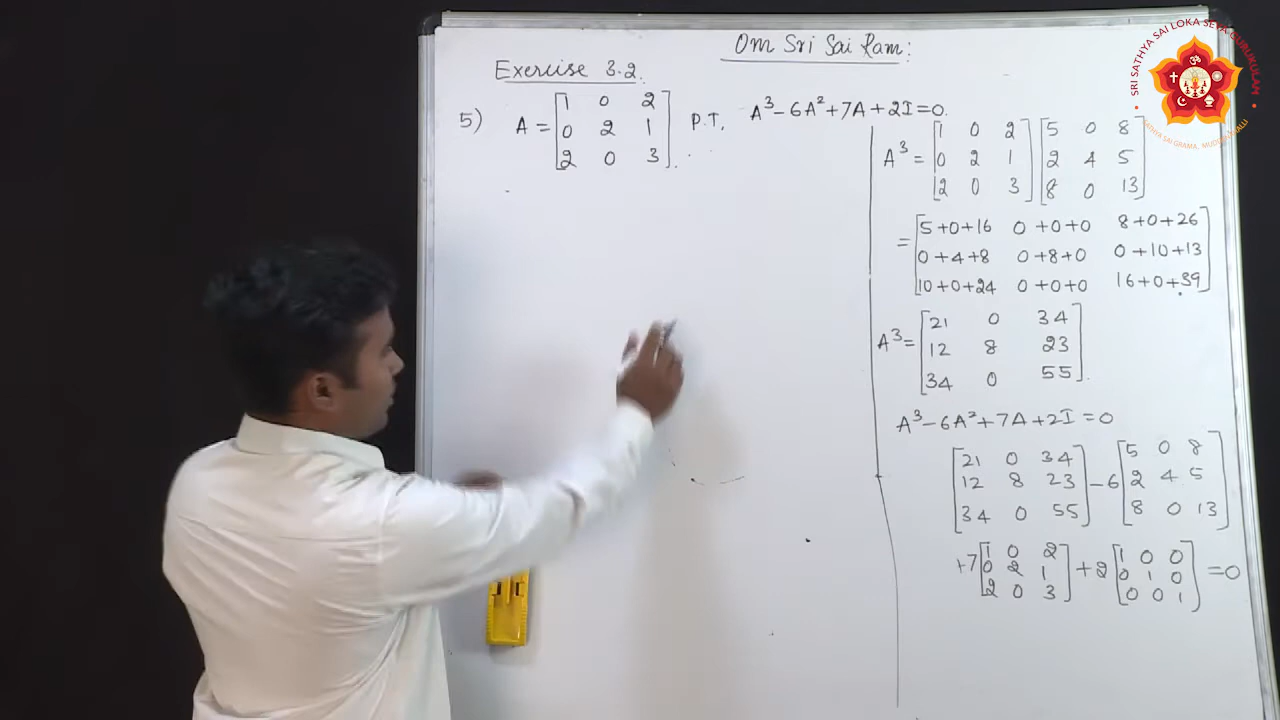 Om Sri Sai Ram:
Exercise 3.2.
5) A = [1 0 2
0 2 1
2 0 3]. P.T, A³ - 6A² + 7A + 2I = 0.
A³ = [1 0 2 [5 0 8
0 2 1 2 4 5
2 0 3] 8 0 13]
= [5+0+16 0+0+0 8+0+26
0+4+8 0+8+0 0+10+13
10+0+24 0+0+0 16+0+39]
A³ = [21 0 34
12 8 23
34 0 55].
A³ - 6A² + 7A + 2I = 0
[21 0 34 [5 0 8
12 8 23 - 6 2 4 5
34 0 55] 8 0 13]
+7 [1 0 2 [1 0 0
0 2 1 + 2 0 1 0 = 0
2 0 3] 0 0 1]
SRI SATHYA SAI LOKA SEVA GURUKULAM
SATHYA SAI GRAMA, MUDDENAHALLI